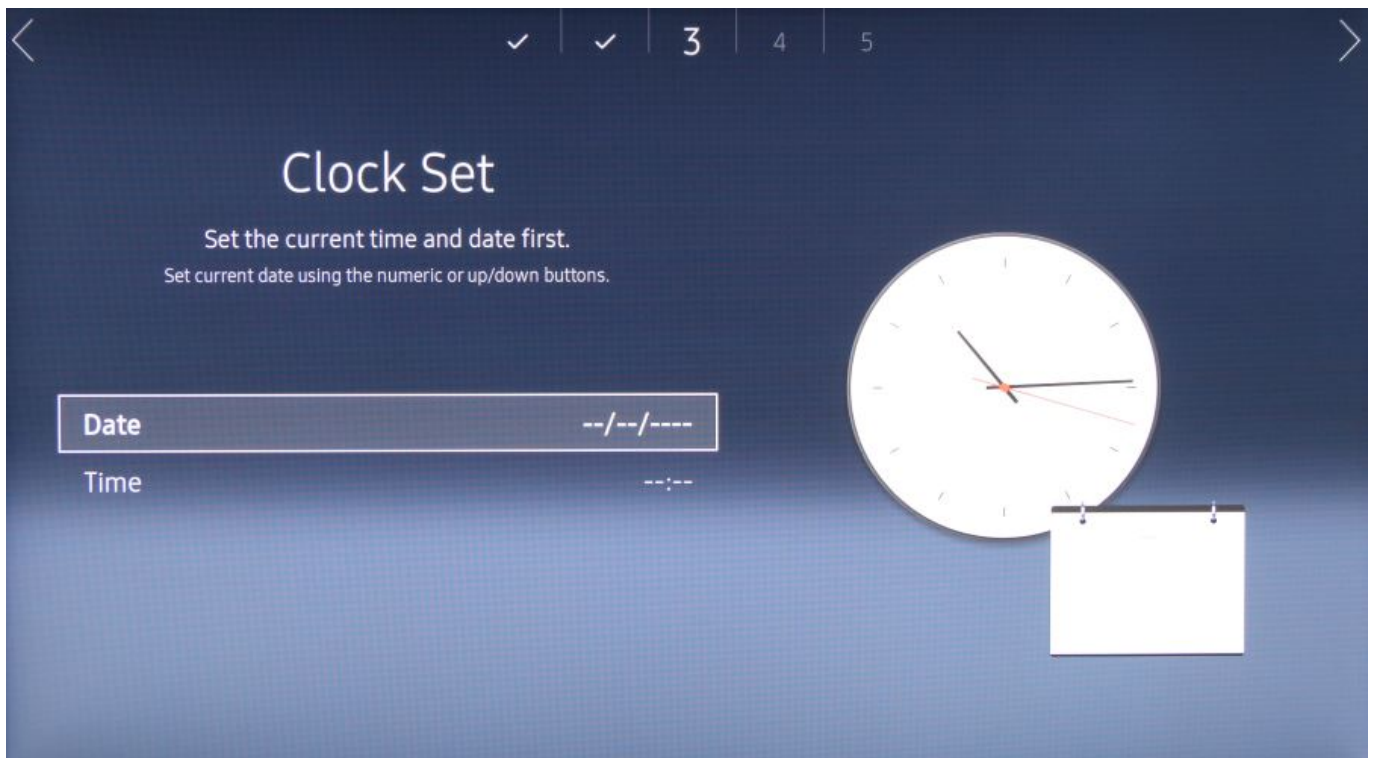 3 4 5
Clock Set
Set the current time and date first.
Set current date using the numeric or up/down buttons.
Date --/--/----
Time --:--